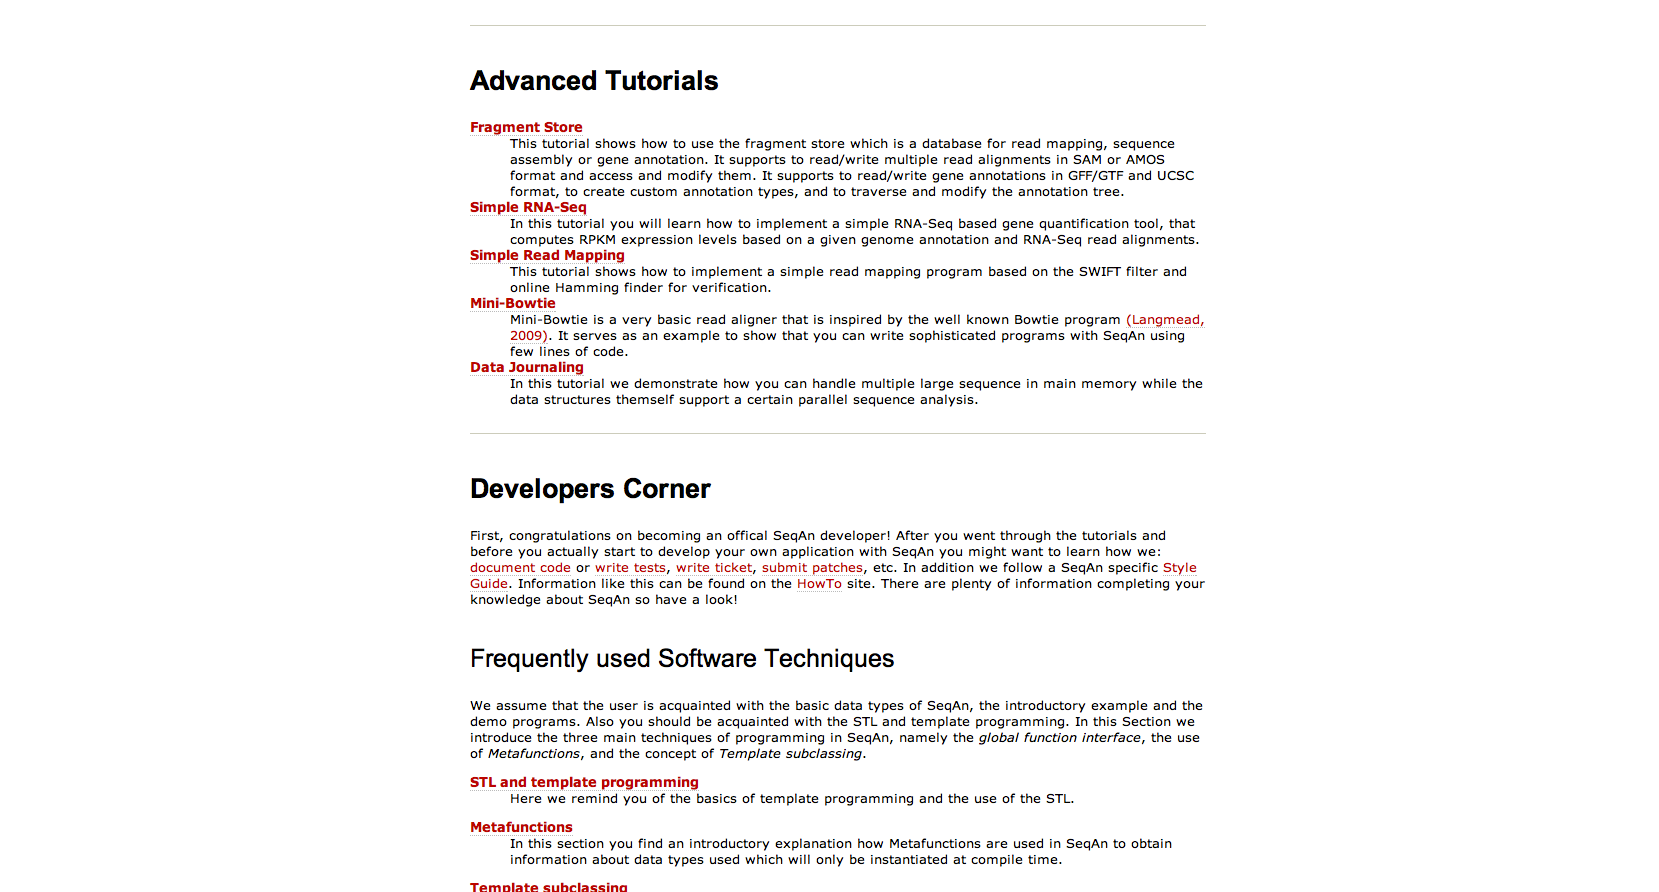 Advanced Tutorials
Fragment Store
This tutorial shows how to use the fragment store which is a database for read mapping, sequence
assembly or gene annotation. It supports to read/write multiple read alignments in SAM or AMOS
format and access and modify them. It supports to read/write gene annotations in GFF/GTF and UCSC
format, to create custom annotation types, and to traverse and modify the annotation tree.
Simple RNA-Seq
In this tutorial you will learn how to implement a simple RNA-Seq based gene quantification tool, that
computes RPKM expression levels based on a given genome annotation and RNA-Seq read alignments.
Simple Read Mapping
This tutorial shows how to implement a simple read mapping program based on the SWIFT filter and
online Hamming finder for verification.
Mini-Bowtie
Mini-Bowtie is a very basic read aligner that is inspired by the well known Bowtie program (Langmead,
2009). It serves as an example to show that you can write sophisticated programs with SeqAn using
few lines of code.
Data Journaling
In this tutorial we demonstrate how you can handle multiple large sequence in main memory while the
data structures themself support a certain parallel sequence analysis.
Developers Corner
First, congratulations on becoming an offical SeqAn developer! After you went through the tutorials and
before you actually start to develop your own application with SeqAn you might want to learn how we:
document code or write tests, write ticket, submit patches, etc. In addition we follow a SeqAn specific Style
Guide. Information like this can be found on the HowTo site. There are plenty of information completing your
knowledge about SeqAn so have a look!
Frequently used Software Techniques
We assume that the user is acquainted with the basic data types of SeqAn, the introductory example and the
demo programs. Also you should be acquainted with the STL and template programming. In this Section we
introduce the three main techniques of programming in SeqAn, namely the global function interface, the use
of Metafunctions, and the concept of Template subclassing.
STL and template programming
Here we remind you of the basics of template programming and the use of the STL.
Metafunctions
In this section you find an introductory explanation how Metafunctions are used in SeqAn to obtain
information about data types used which will only be instantiated at compile time.
Template subclassing